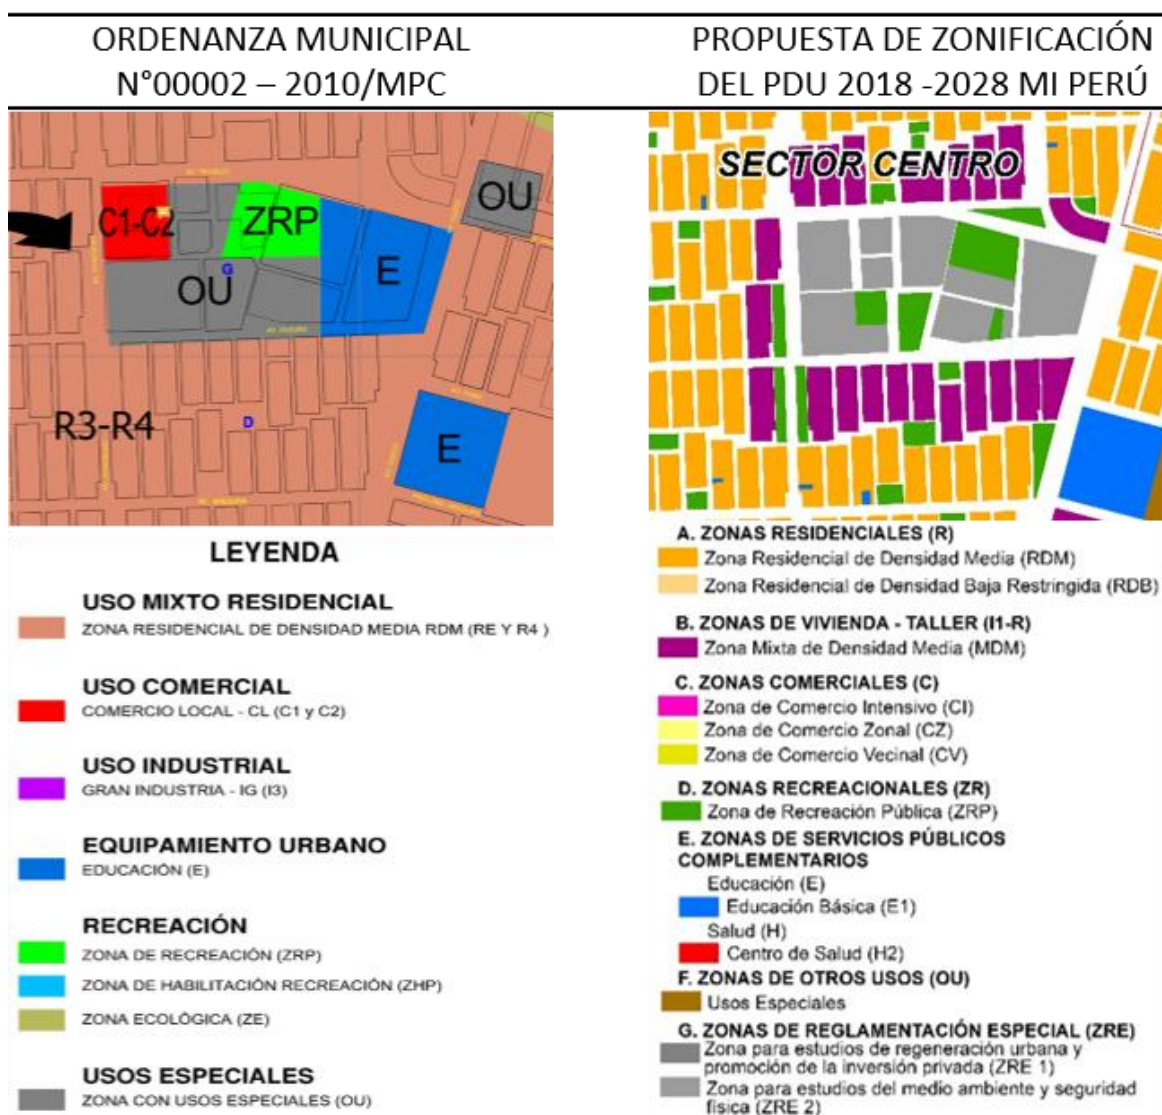 ORDENANZA MUNICIPAL
N°00002 – 2010/MPC
PROPUESTA DE ZONIFICACIÓN
DEL PDU 2018 -2028 MI PERÚ
C1-C2
ZRP
OU
E
OU
G
R3-R4
D
E
SECTOR CENTRO
LEYENDA
USO MIXTO RESIDENCIAL
ZONA RESIDENCIAL DE DENSIDAD MEDIA RDM (RE Y R4 )
USO COMERCIAL
COMERCIO LOCAL - CL (C1 y C2)
USO INDUSTRIAL
GRAN INDUSTRIA - IG (I3)
EQUIPAMIENTO URBANO
EDUCACIÓN (E)
RECREACIÓN
ZONA DE RECREACIÓN (ZRP)
ZONA DE HABILITACIÓN RECREACIÓN (ZHP)
ZONA ECOLÓGICA (ZE)
USOS ESPECIALES
ZONA CON USOS ESPECIALES (OU)
A. ZONAS RESIDENCIALES (R)
Zona Residencial de Densidad Media (RDM)
Zona Residencial de Densidad Baja Restringida (RDB)
B. ZONAS DE VIVIENDA - TALLER (I1-R)
Zona Mixta de Densidad Media (MDM)
C. ZONAS COMERCIALES (C)
Zona de Comercio Intensivo (CI)
Zona de Comercio Zonal (CZ)
Zona de Comercio Vecinal (CV)
D. ZONAS RECREACIONALES (ZR)
Zona de Recreación Pública (ZRP)
E. ZONAS DE SERVICIOS PÚBLICOS
COMPLEMENTARIOS
Educación (E)
Educación Básica (E1)
Salud (H)
Centro de Salud (H2)
F. ZONAS DE OTROS USOS (OU)
Usos Especiales
G. ZONAS DE REGLAMENTACIÓN ESPECIAL (ZRE)
Zona para estudios de regeneración urbana y
promoción de la inversión privada (ZRE 1)
Zona para estudios del medio ambiente y seguridad
física (ZRE 2)